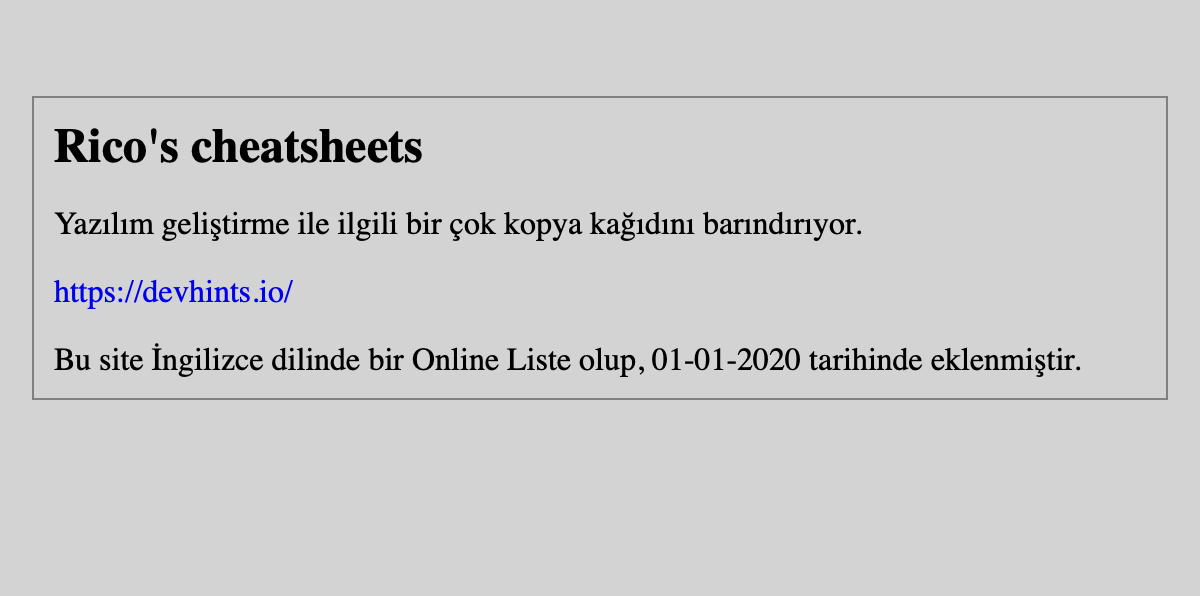 Rico's cheatsheets
Yazılım geliştirme ile ilgili bir çok kopya kağıdını barındırıyor.
https://devhints.io/
Bu site İngilizce dilinde bir Online Liste olup, 01-01-2020 tarihinde eklenmiştir.